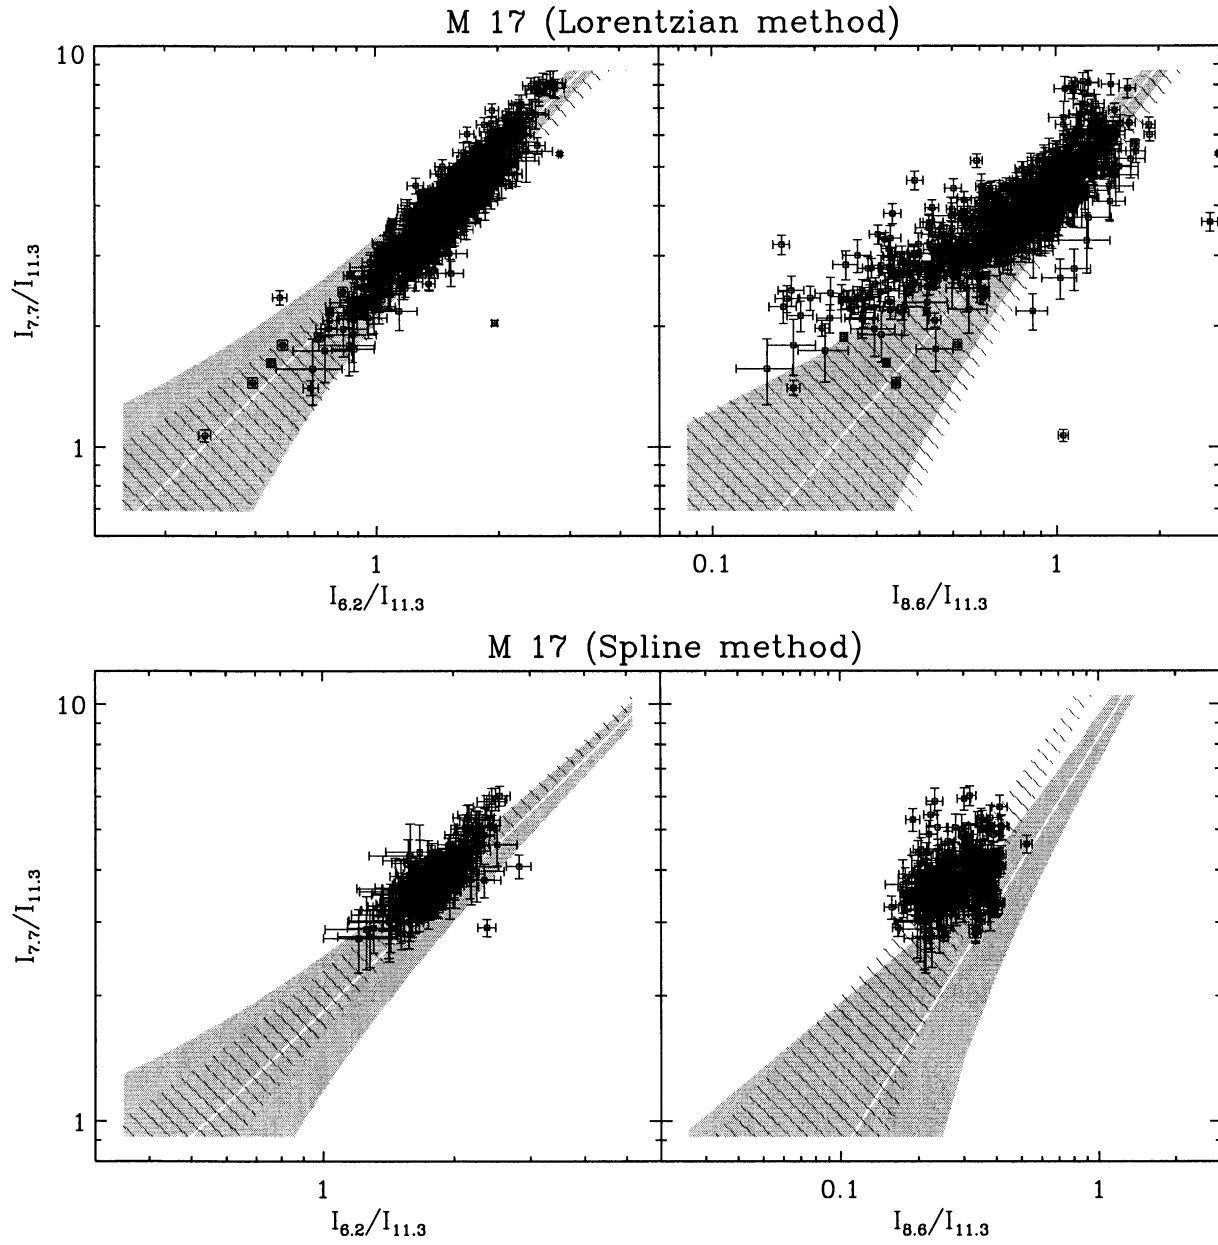 M 17 (Lorentzian method)
10
1
I7.7/I11.3
1
0.1
1
I6.2/I11.3
I8.6/I11.3
M 17 (Spline method)
10
1
I7.7/I11.3
1
0.1
1
I6.2/I11.3
I8.6/I11.3